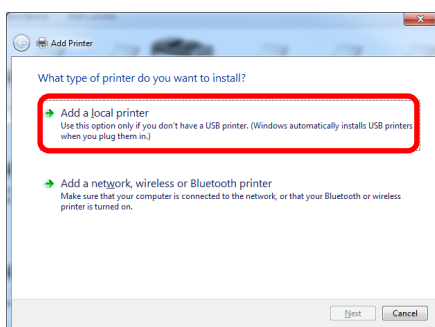 Add Printer
What type of printer do you want to install?
Add a local printer
Use this option only if you don't have a USB printer. (Windows automatically installs USB printers
when you plug them in.)
Add a network, wireless or Bluetooth printer
Make sure that your computer is connected to the network, or that your Bluetooth or wireless
printer is turned on.
Next Cancel